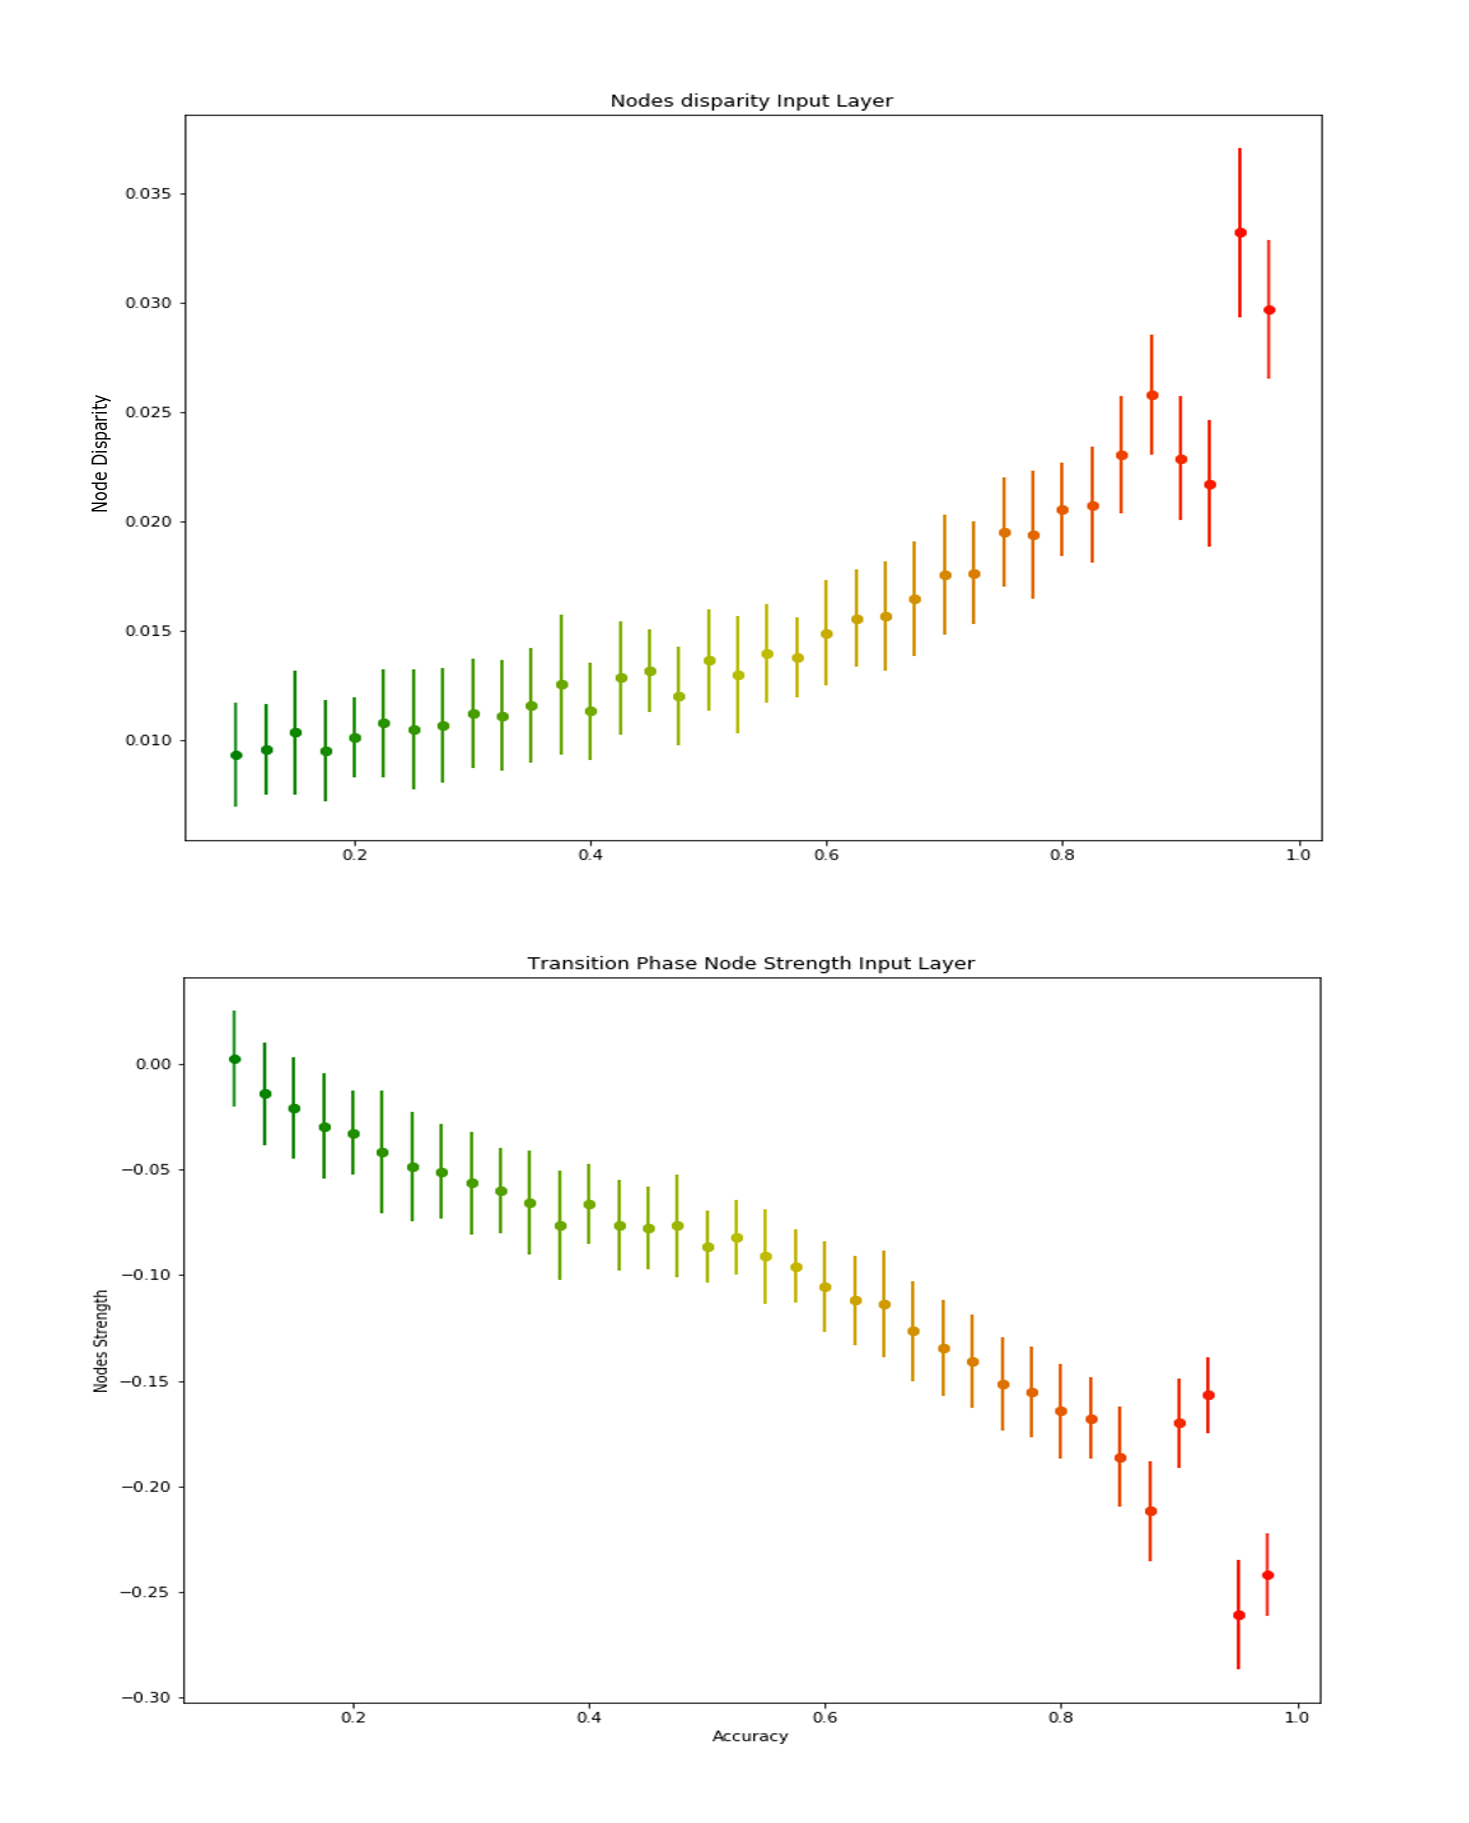 Nodes disparity Input Layer
0.035
0.030
0.025
0.020
0.015
0.010
Node Disparity
0.2 0.4 0.6 0.8 1.0
Transition Phase Node Strength Input Layer
0.00
−0.05
−0.10
−0.15
−0.20
−0.25
−0.30
Nodes Strength
0.2 0.4 0.6 0.8 1.0
Accuracy